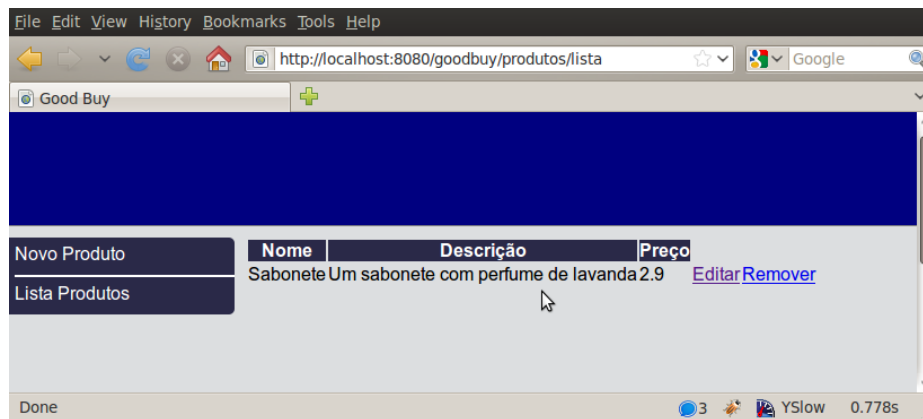 File Edit View History Bookmarks Tools Help
http://localhost:8080/goodbuy/produtos/lista Google
Good Buy
Novo Produto
Lista Produtos
Nome Descrição Preço
Sabonete Um sabonete com perfume de lavanda 2.9 Editar Remover
Done 3 YSlow 0.778s